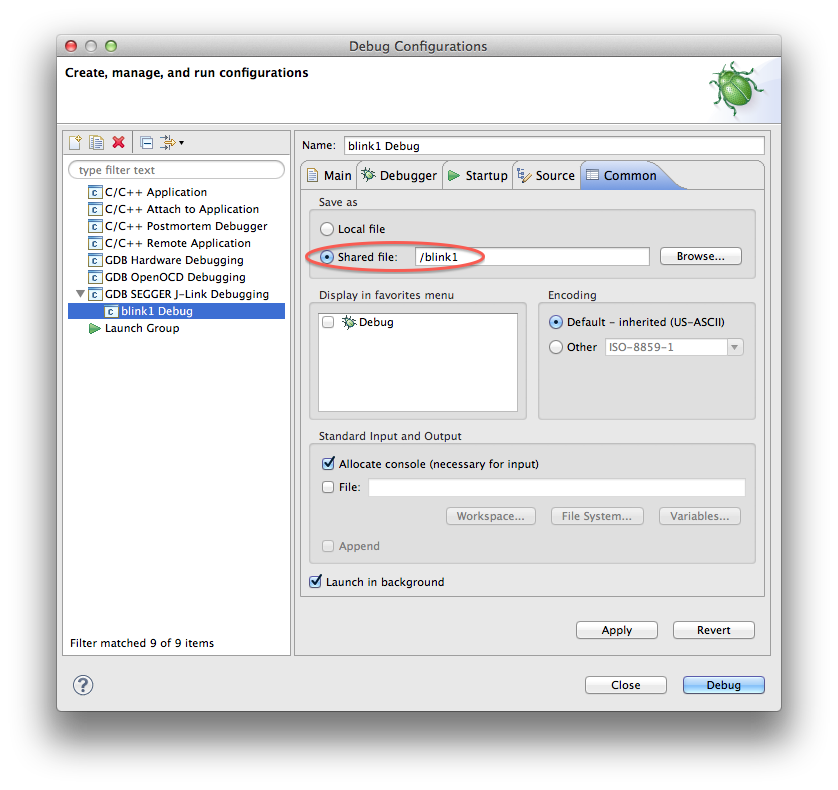 Debug Configurations
Create, manage, and run configurations
type filter text
C/C++ Application
C/C++ Attach to Application
C/C++ Postmortem Debugger
C/C++ Remote Application
GDB Hardware Debugging
GDB OpenOCD Debugging
GDB SEGGER J-Link Debugging
blink1 Debug
Launch Group
Filter matched 9 of 9 items
Name: blink1 Debug
Main Debugger Startup Source Common
Save as
Local file
Shared file: /blink1 Browse...
Display in favorites menu
Debug
Encoding
Default - inherited (US-ASCII)
Other ISO-8859-1
Standard Input and Output
Allocate console (necessary for input)
File:
Workspace... File System... Variables...
Append
Launch in background
Apply Revert
? Close Debug